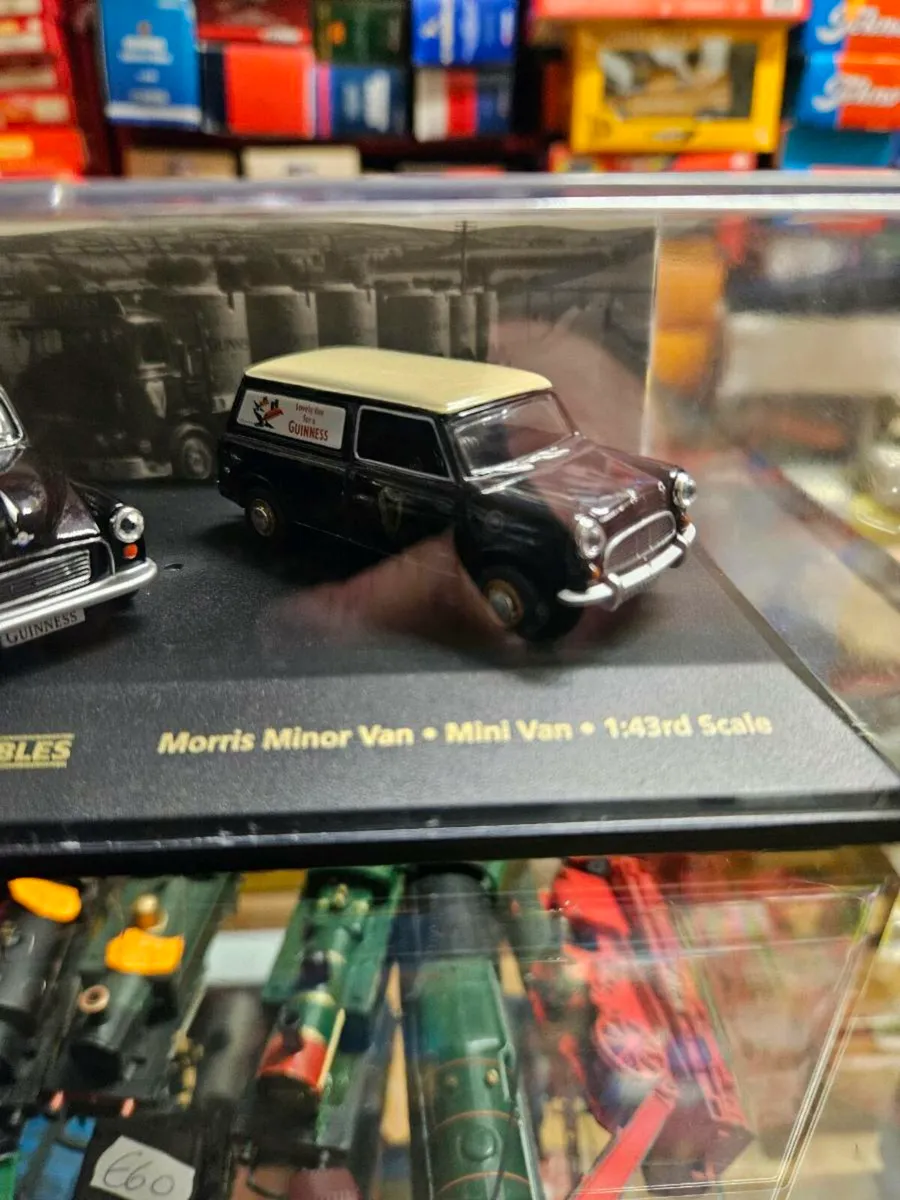 Lovely day
for a
GUINNESS
GUINNESS
BLES
Morris Minor Van • Mini Van • 1:43rd Scale
£60